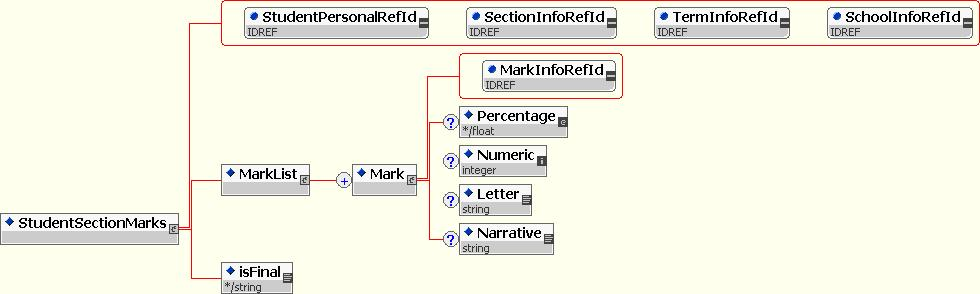 StudentPersonalRefId SectionInfoRefId TermInfoRefId SchoolInfoRefId
IDREF IDREF IDREF IDREF
MarkInfoRefId
IDREF
? Percentage e
*/float
? Numeric i
integer
MarkList + Mark
? Letter
string
StudentSectionMarks
? Narrative
string
isFinal
*/string